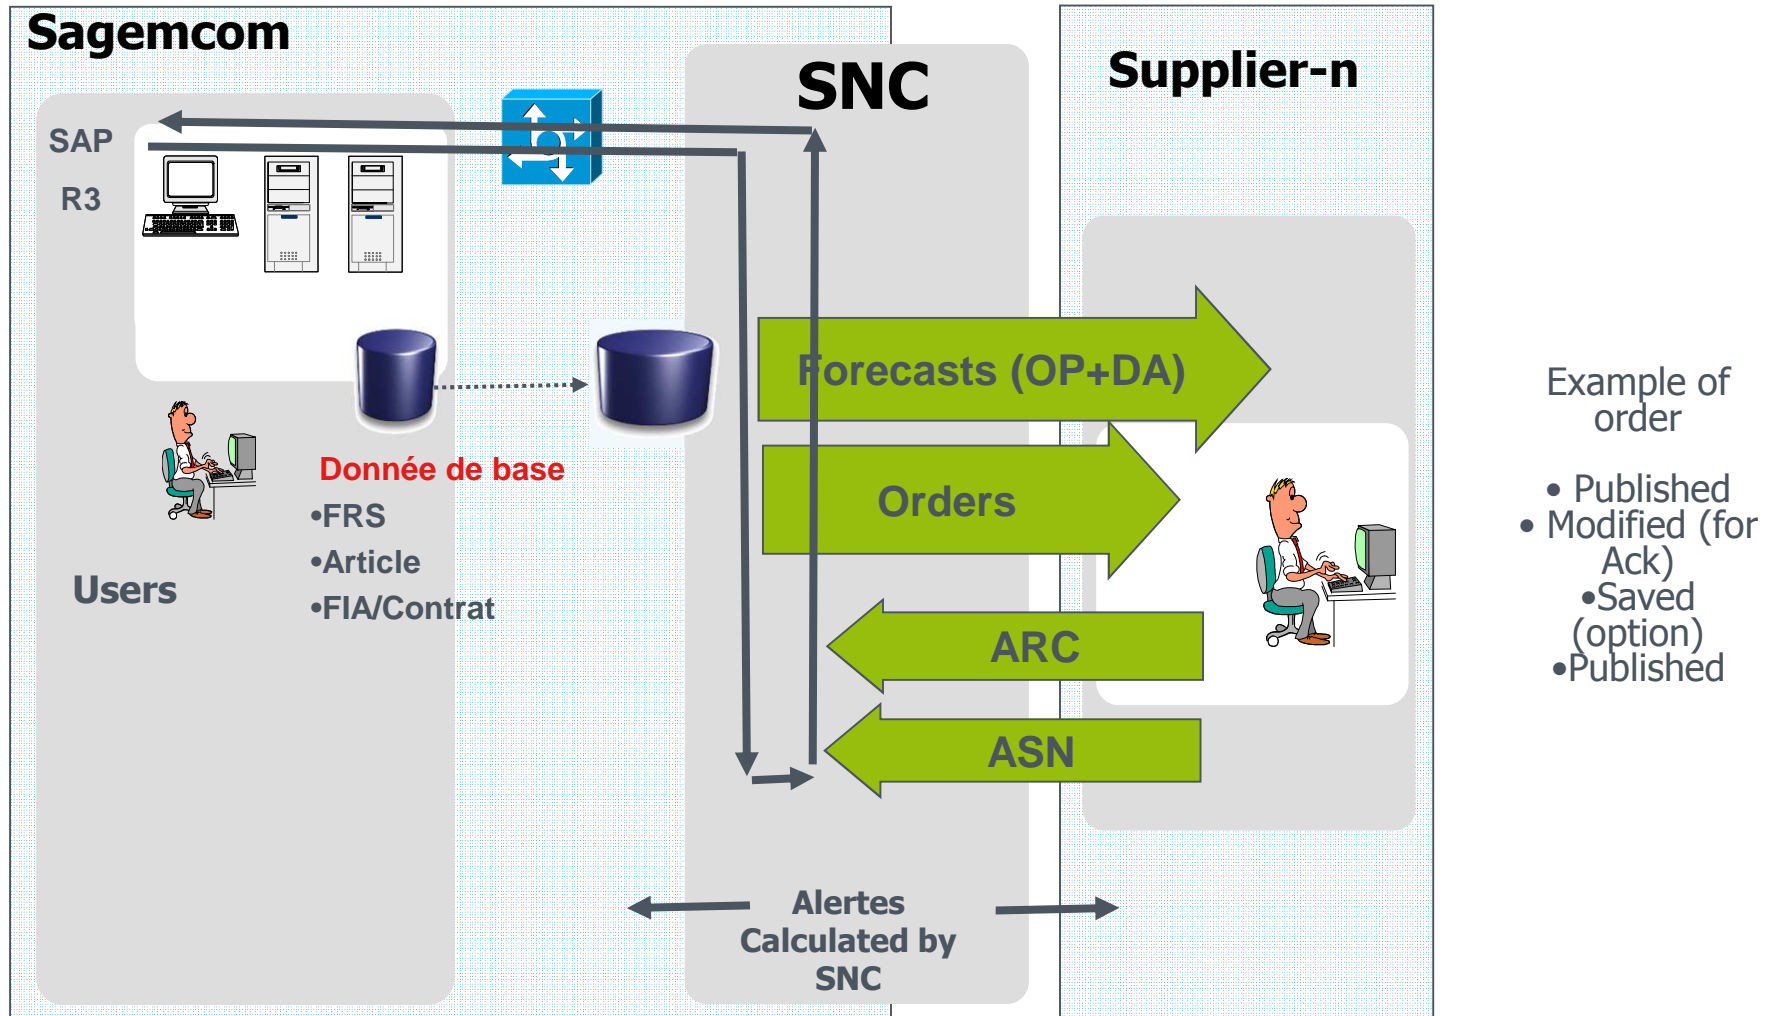 Sagemcom
SNC
Supplier-n
SAP
R3
Forecasts (OP+DA)
Donnée de base
•FRS
•Article
•FIA/Contrat
Users
Orders
ARC
ASN
Alertes
Calculated by
SNC
Example of
order
• Published
• Modified (for
Ack)
•Saved
(option)
•Published